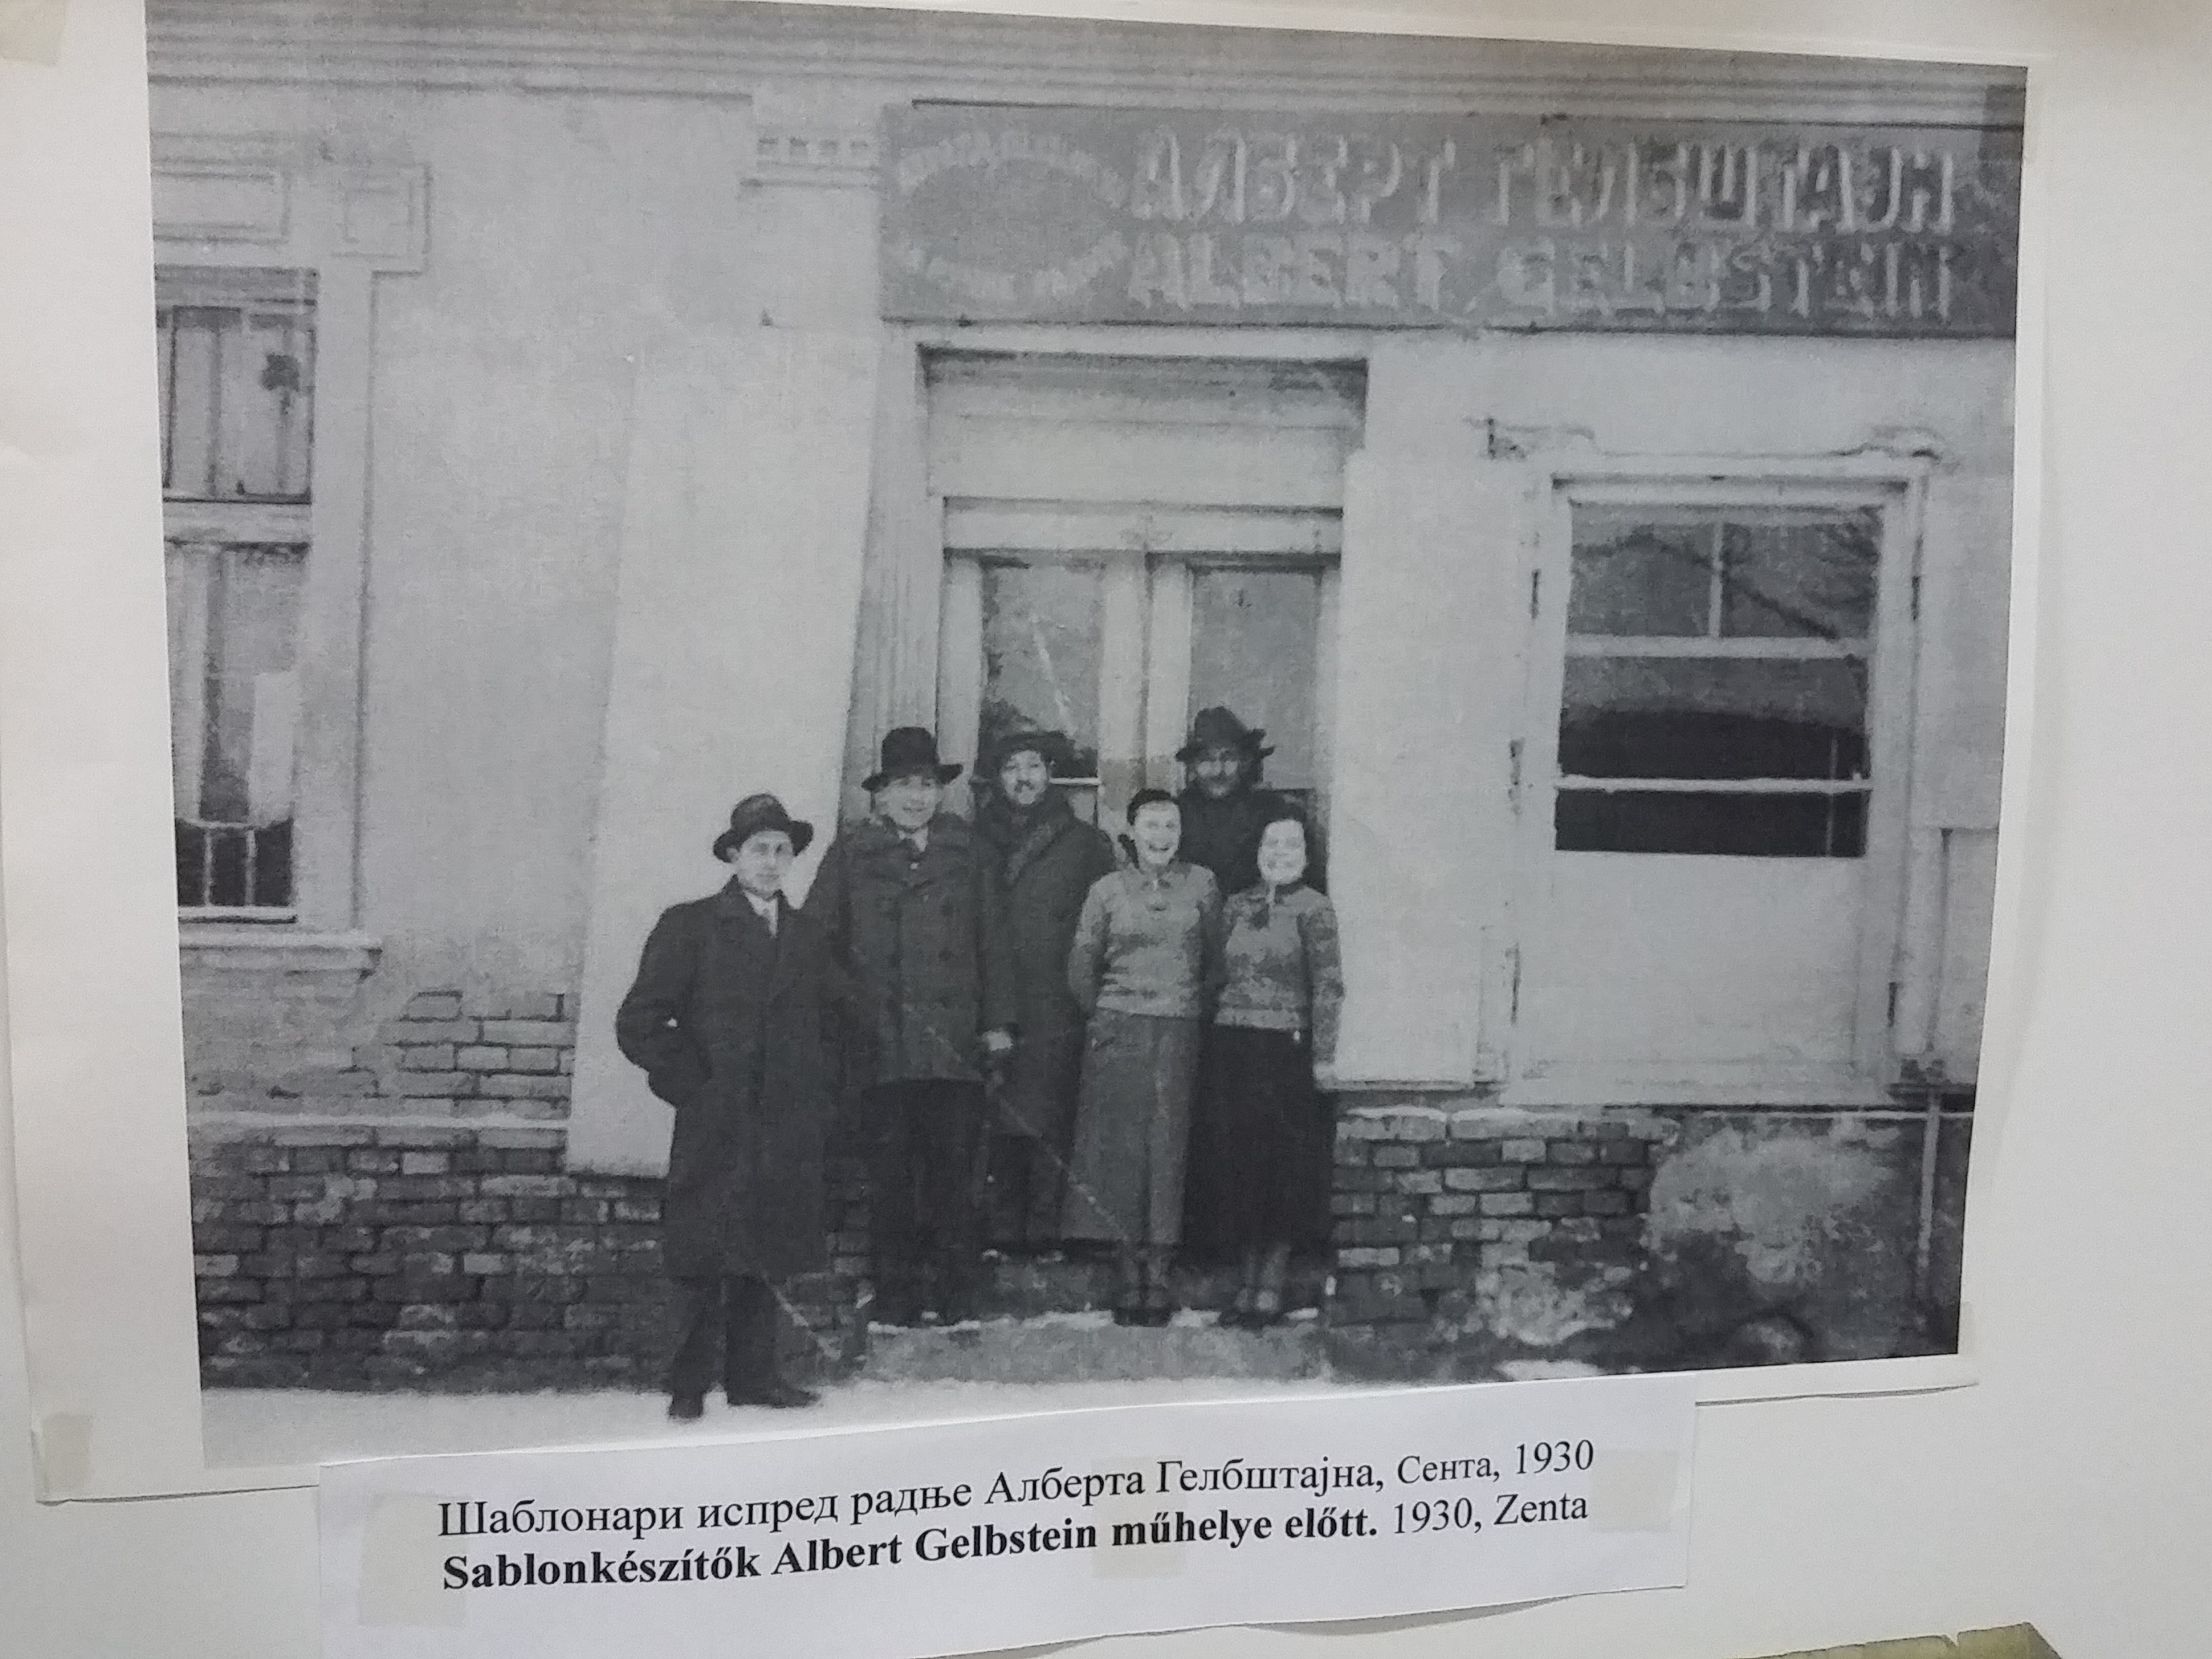 АЛБЕРТ ГЕЛБШТАЈН
ALBERT GELBSTEIN
Шаблонари испред радње Алберта Гелбштајна, Сента, 1930
Sablonkészítők Albert Gelbstein műhelye előtt. 1930, Zenta